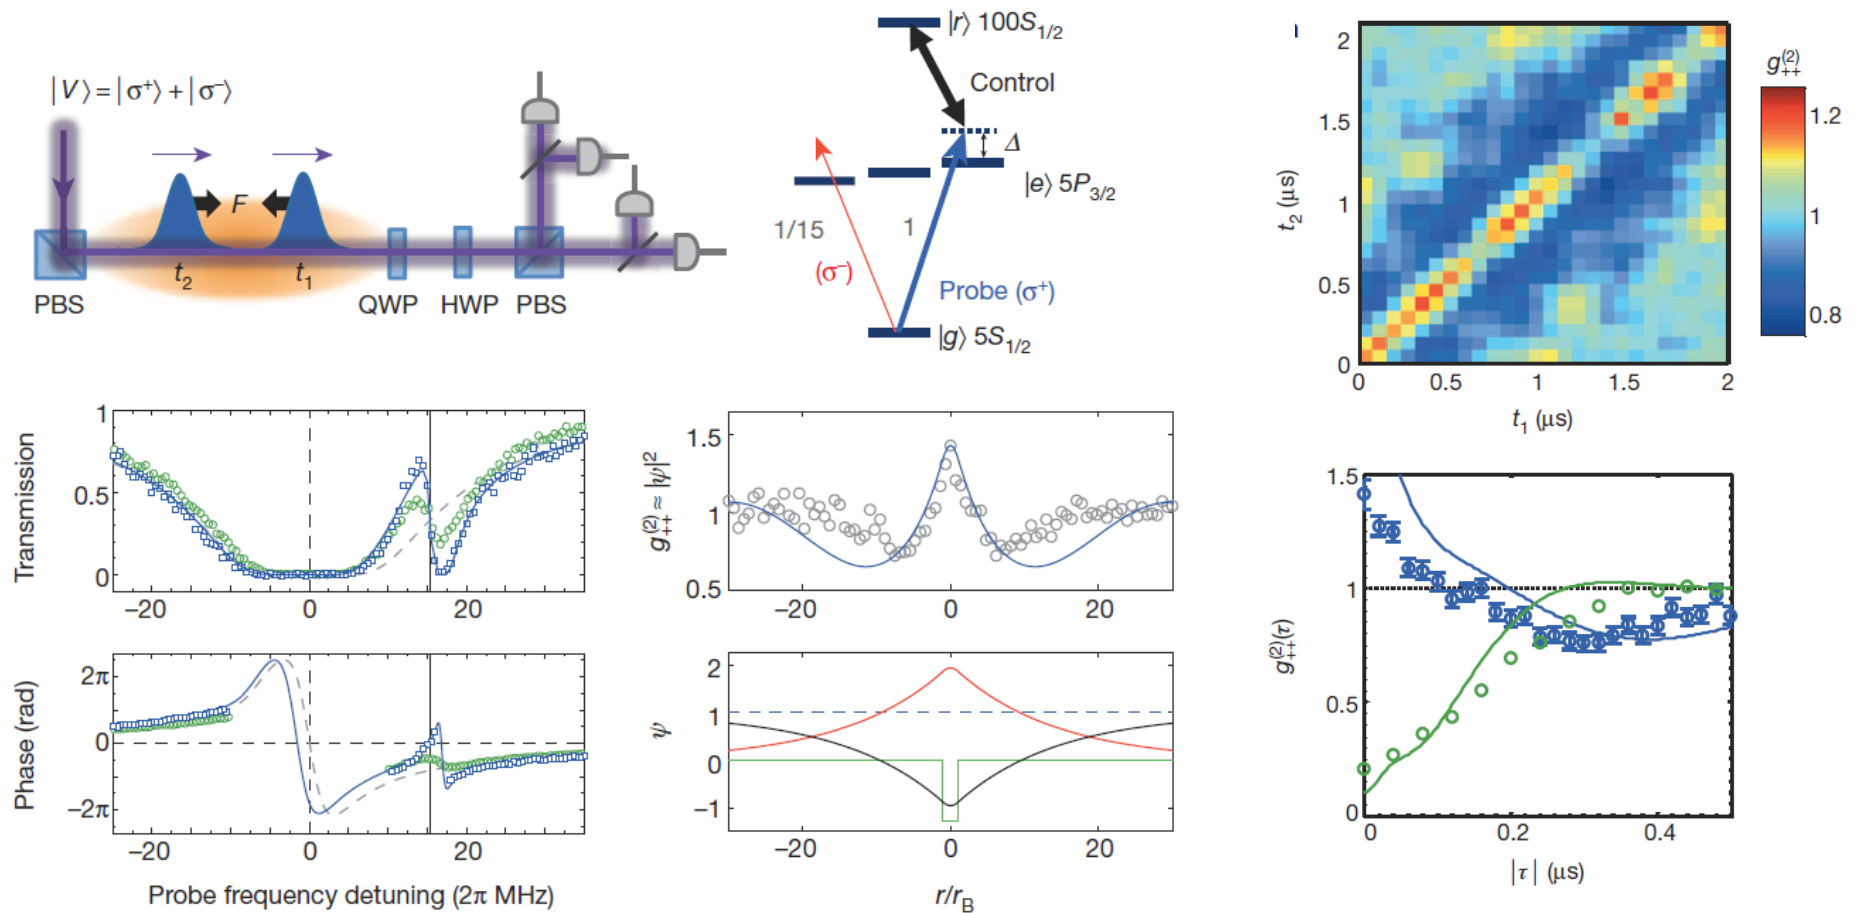 |V⟩ = |σ⁺⟩ + |σ⁻⟩
F
t₂
t₁
PBS
QWP
HWP
PBS
|r⟩ 100S₁/₂
Control
Δ
|e⟩ 5P₃/₂
1/15
1
(σ⁻)
Probe (σ⁺)
|g⟩ 5S₁/₂
2
1.5
1
0.5
0
t₂ (μs)
0
0.5
1
1.5
2
t₁ (μs)
g₊₊⁽²⁾
1.2
1
0.8
Transmission
1
0.5
0
−20
0
20
Phase (rad)
2π
0
−2π
−20
0
20
Probe frequency detuning (2π MHz)
g₊₊⁽²⁾ ≈ |ψ|²
1.5
1
0.5
−20
0
20
ψ
2
1
0
−1
−20
0
20
r/r_B
g₊₊⁽²⁾(τ)
1.5
1
0.5
0
0
0.2
0.4
|τ| (μs)